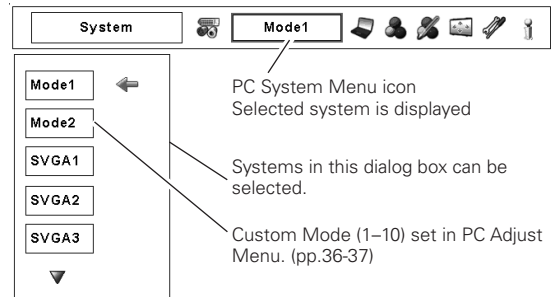 System
Mode1
Mode1
Mode2
SVGA1
SVGA2
SVGA3
PC System Menu icon
Selected system is displayed
Systems in this dialog box can be
selected.
Custom Mode (1–10) set in PC Adjust
Menu. (pp.36-37)